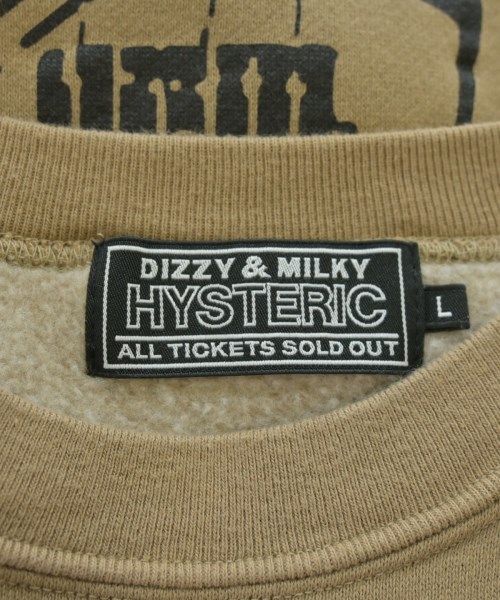 DIZZY & MILKY
HYSTERIC
ALL TICKETS SOLD OUT
L